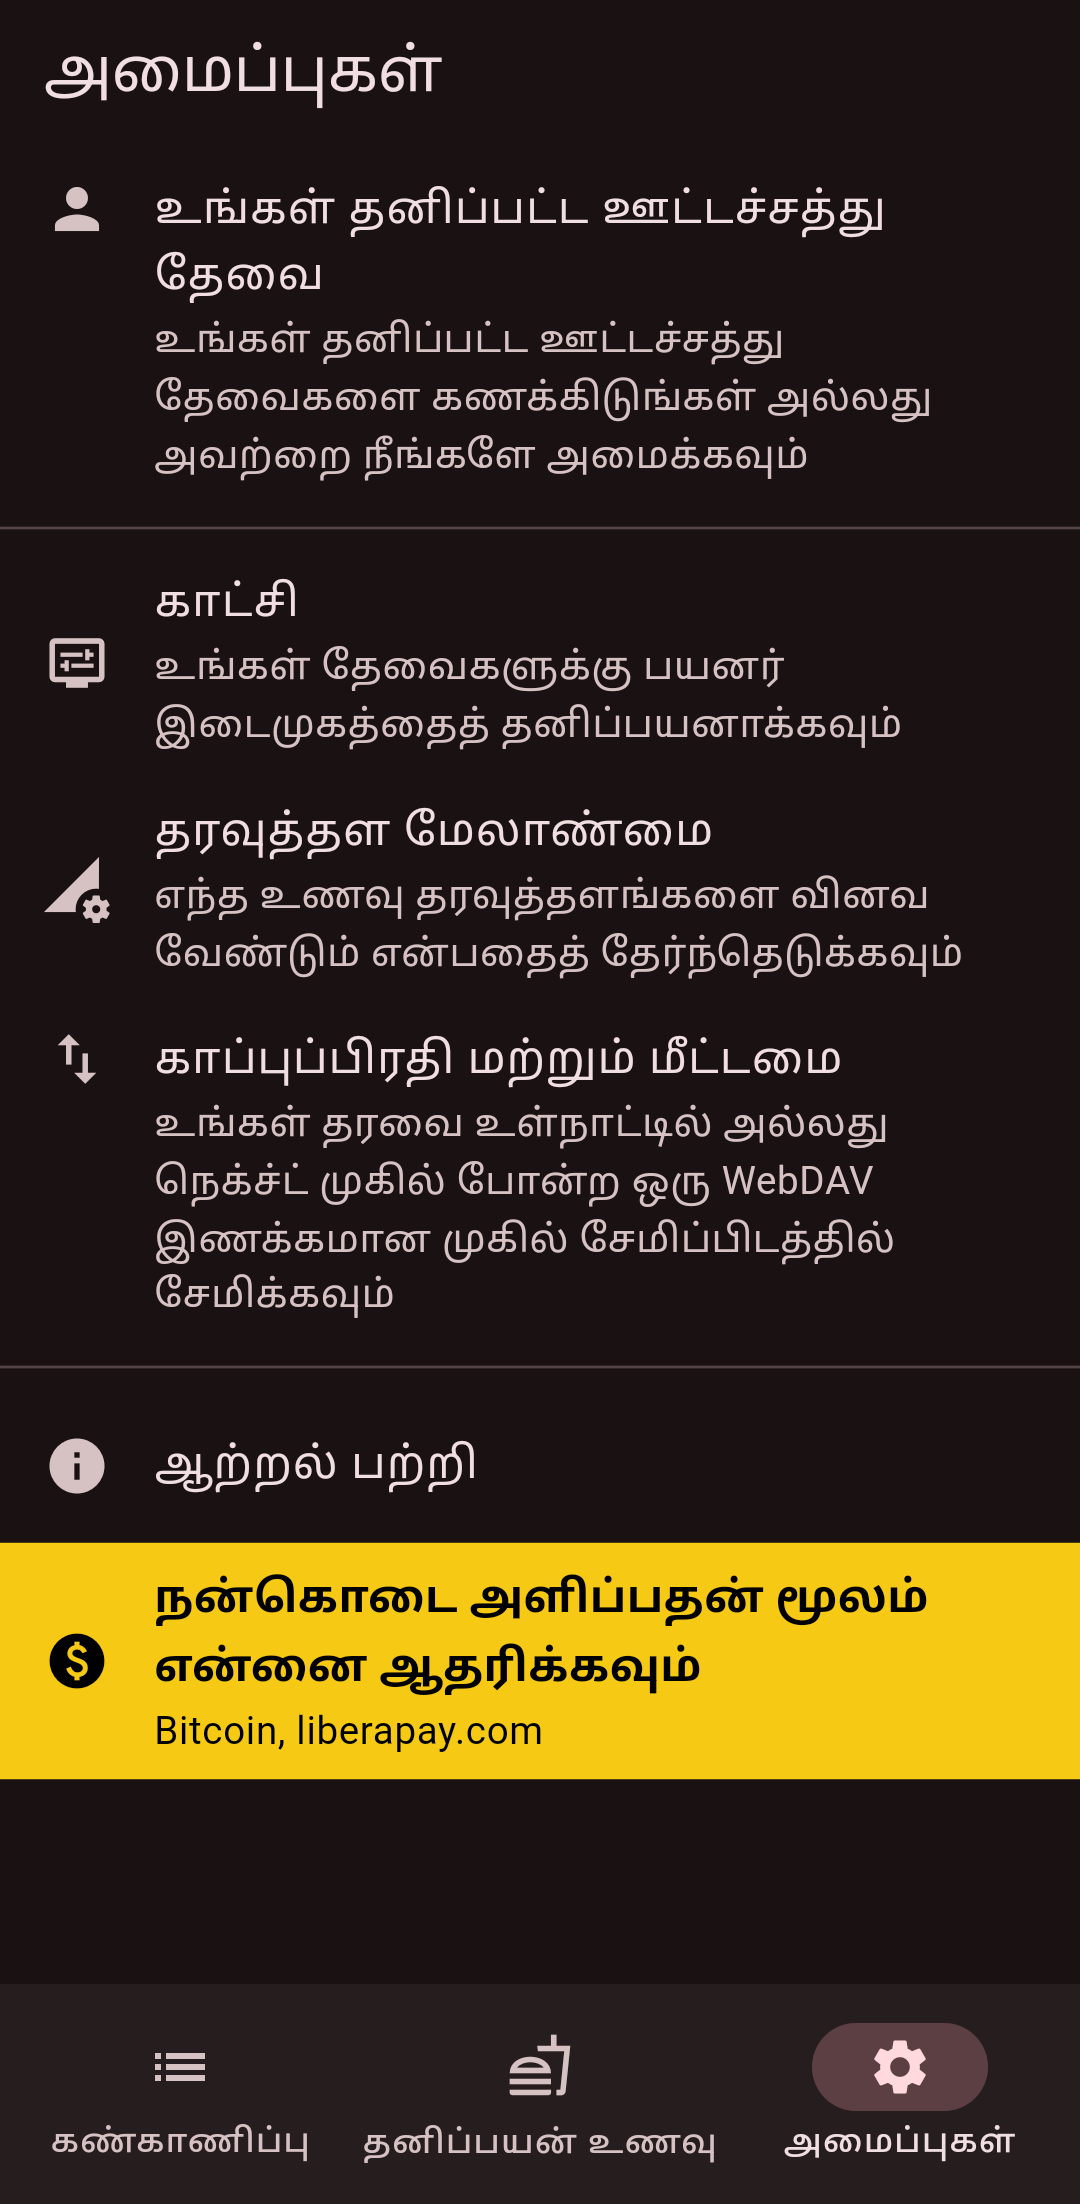 அமைப்புகள்
உங்கள் தனிப்பட்ட ஊட்டச்சத்து
தேவை
உங்கள் தனிப்பட்ட ஊட்டச்சத்து
தேவைகளை கணக்கிடுங்கள் அல்லது
அவற்றை நீங்களே அமைக்கவும்
காட்சி
உங்கள் தேவைகளுக்கு பயனர்
இடைமுகத்தைத் தனிப்பயனாக்கவும்
தரவுத்தள மேலாண்மை
எந்த உணவு தரவுத்தளங்களை வினவ
வேண்டும் என்பதைத் தேர்ந்தெடுக்கவும்
காப்புப்பிரதி மற்றும் மீட்டமை
உங்கள் தரவை உள்நாட்டில் அல்லது
நெக்ச்ட் முகில் போன்ற ஒரு WebDAV
இணக்கமான முகில் சேமிப்பிடத்தில்
சேமிக்கவும்
ஆற்றல் பற்றி
நன்கொடை அளிப்பதன் மூலம்
என்னை ஆதரிக்கவும்
Bitcoin, liberapay.com
கண்காணிப்பு
தனிப்பயன் உணவு
அமைப்புகள்